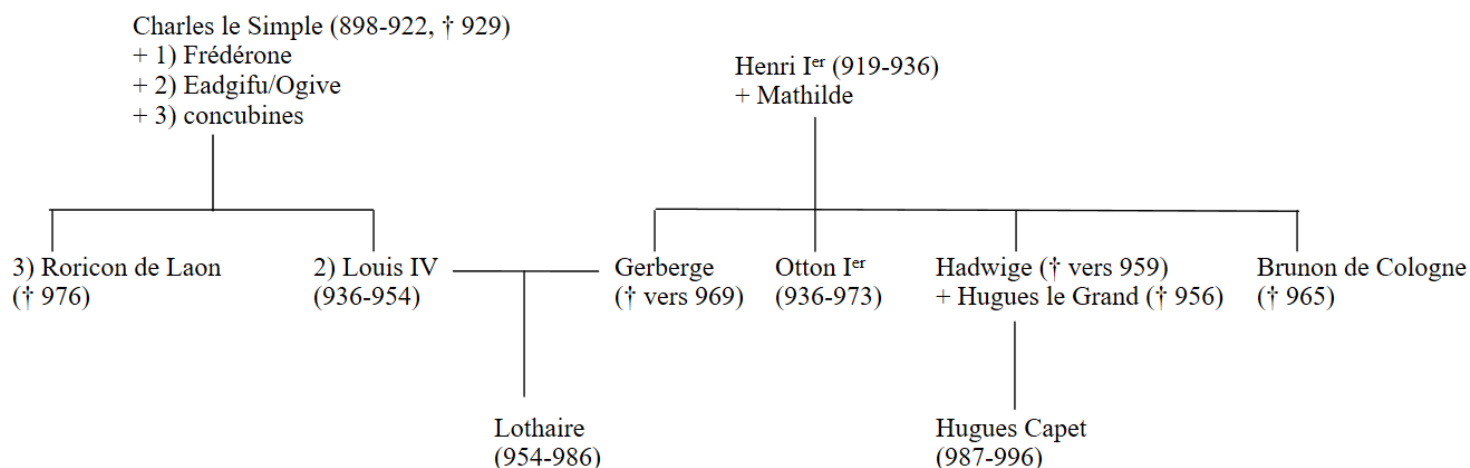 Charles le Simple (898-922, † 929)
+ 1) Frédérone
+ 2) Eadgifu/Ogive
+ 3) concubines
Henri Iᵉʳ (919-936)
+ Mathilde
3) Roricon de Laon
(† 976)
2) Louis IV
(936-954)
Gerberge
(† vers 969)
Otton Iᵉʳ
(936-973)
Hadwige († vers 959)
+ Hugues le Grand († 956)
Brunon de Cologne
(† 965)
Lothaire
(954-986)
Hugues Capet
(987-996)